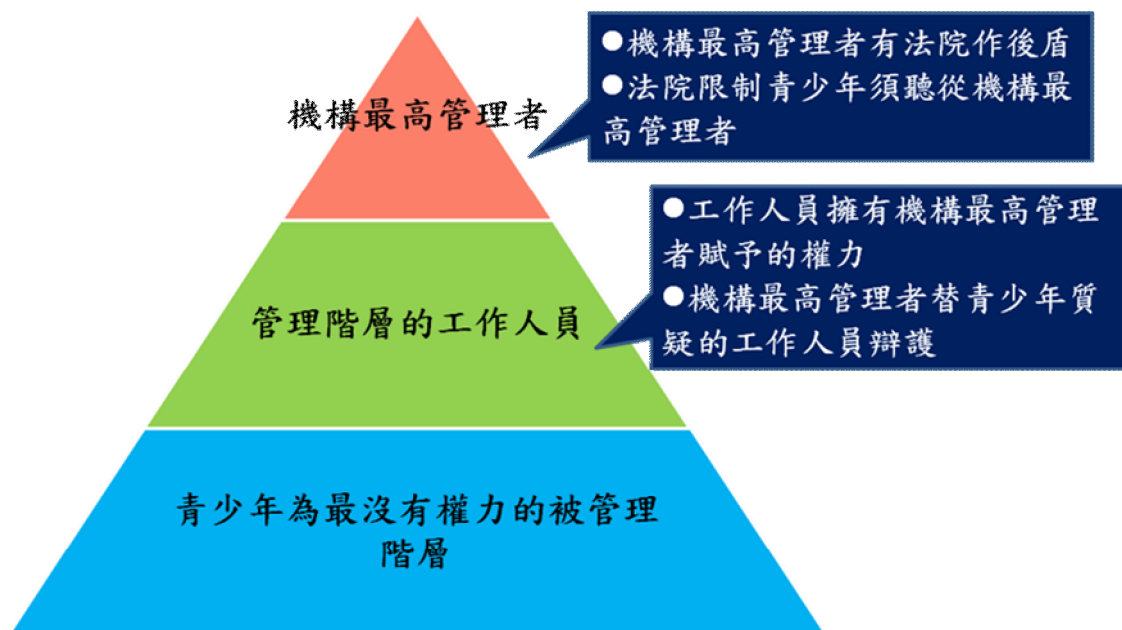 機構最高管理者
●機構最高管理者有法院作後盾
●法院限制青少年須聽從機構最
高管理者
管理階層的工作人員
●工作人員擁有機構最高管理
者賦予的權力
●機構最高管理者替青少年質
疑的工作人員辯護
青少年為最沒有權力的被管理
階層